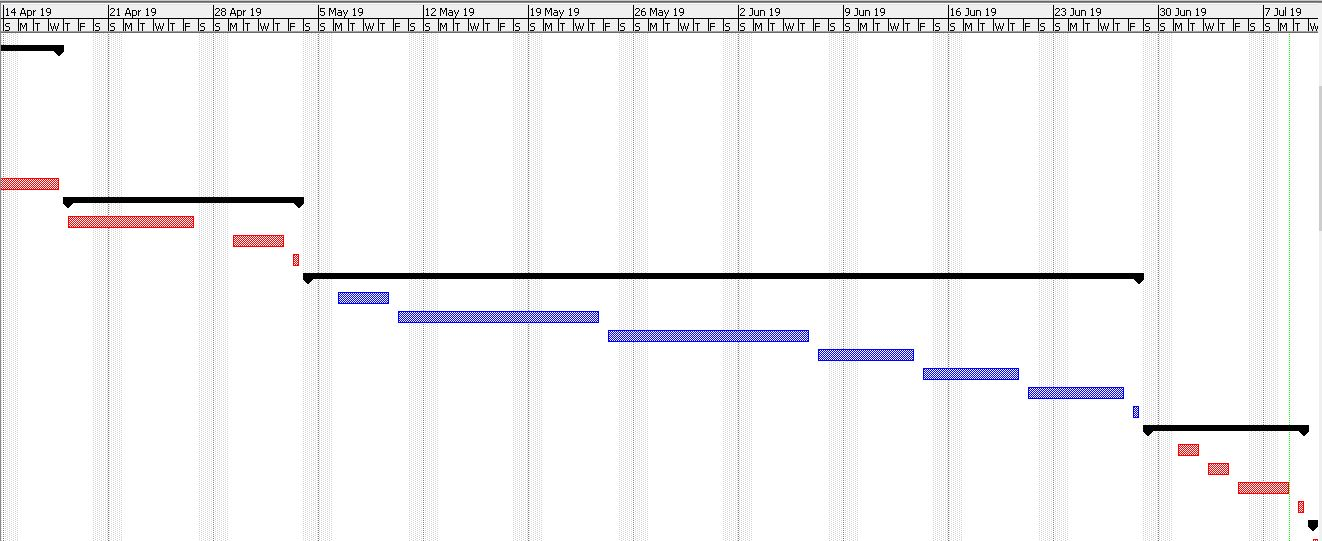 14 Apr 19 21 Apr 19 28 Apr 19 5 May 19 12 May 19 19 May 19 26 May 19 2 Jun 19 9 Jun 19 16 Jun 19 23 Jun 19 30 Jun 19 7 Jul 19
S M T W T F S S M T W T F S S M T W T F S S M T W T F S S M T W T F S S M T W T F S S M T W T F S S M T W T F S S M T W T F S S M T W T F S S M T W T F S S M T W T F S S M T W